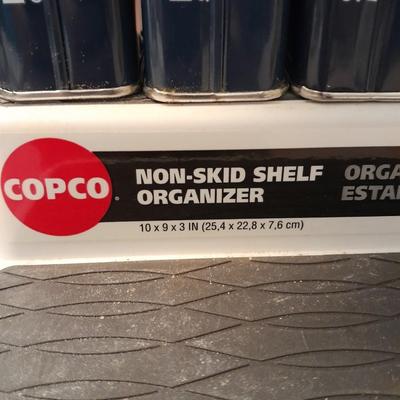 COPCO
NON-SKID SHELF
ORGANIZER
10 x 9 x 3 IN (25,4 x 22,8 x 7,6 cm)